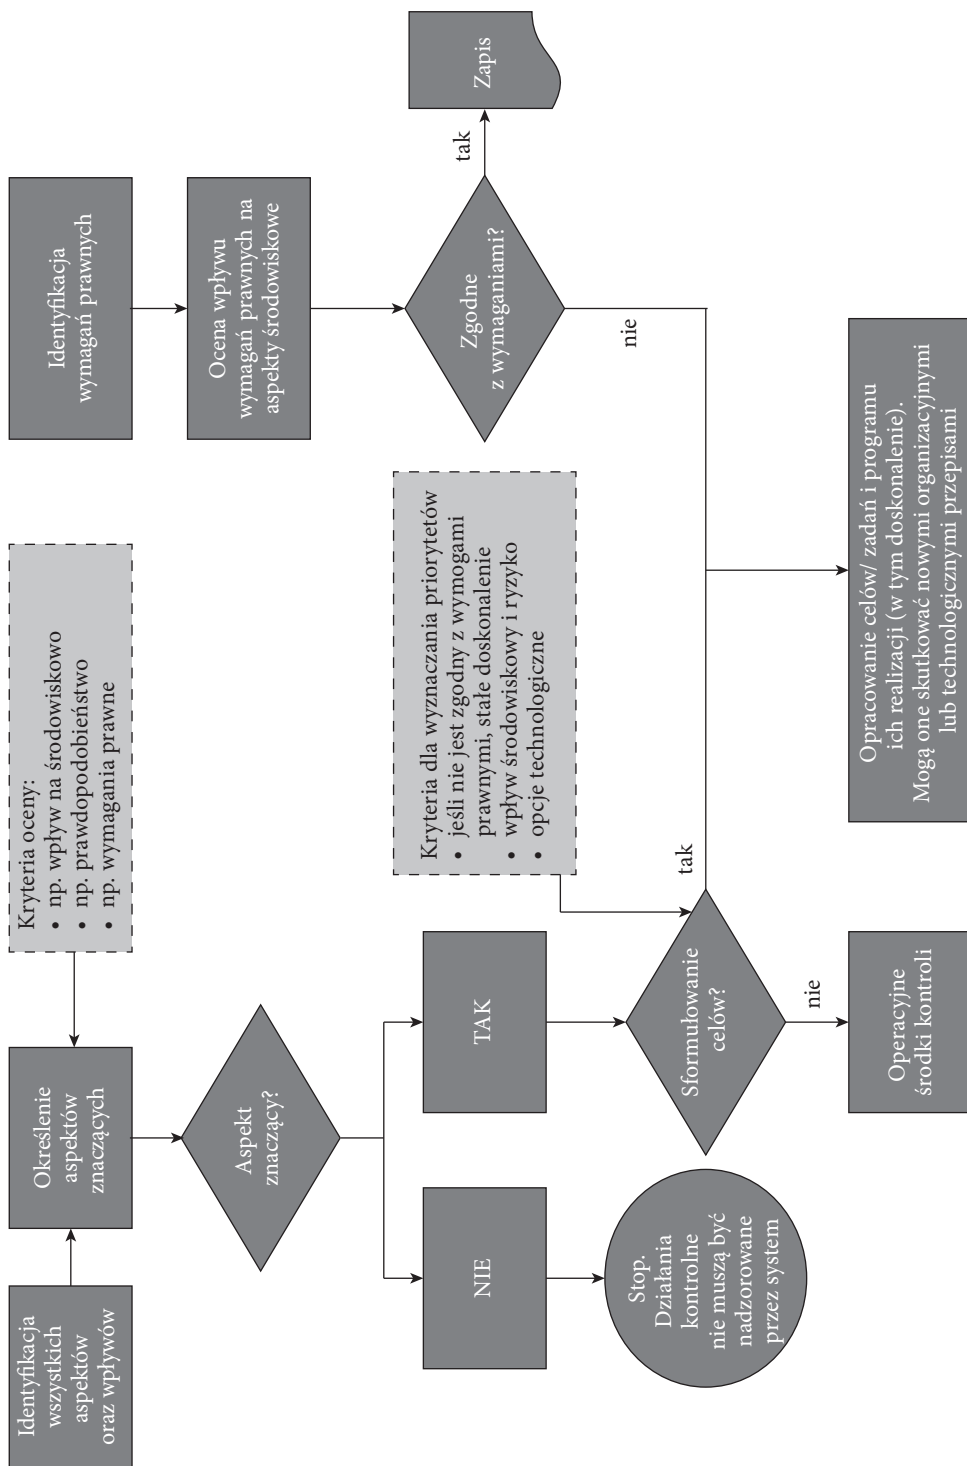 Identyfikacja
wszystkich
aspektów
oraz wpływów
Określenie
aspektów
znaczących
Kryteria oceny:
• np. wpływ na środowiskowo
• np. prawdopodobieństwo
• np. wymagania prawne
Identyfikacja
wymagań prawnych
Aspekt
znaczący?
Ocena wpływu
wymagań prawnych na
aspekty środowiskowe
NIE
TAK
Kryteria dla wyznaczania priorytetów
• jeśli nie jest zgodny z wymogami
prawnymi, stałe doskonalenie
• wpływ środowiskowy i ryzyko
• opcje technologiczne
Zgodne
z wymaganiami?
tak
Zapis
nie
Stop.
Działania
kontrolne
nie muszą być
nadzorowane
przez system
Sformułowanie
celów?
tak
nie
Operacyjne
środki kontroli
Opracowanie celów/ zadań i programu
ich realizacji (w tym doskonalenie).
Mogą one skutkować nowymi organizacyjnymi
lub technologicznymi przepisami